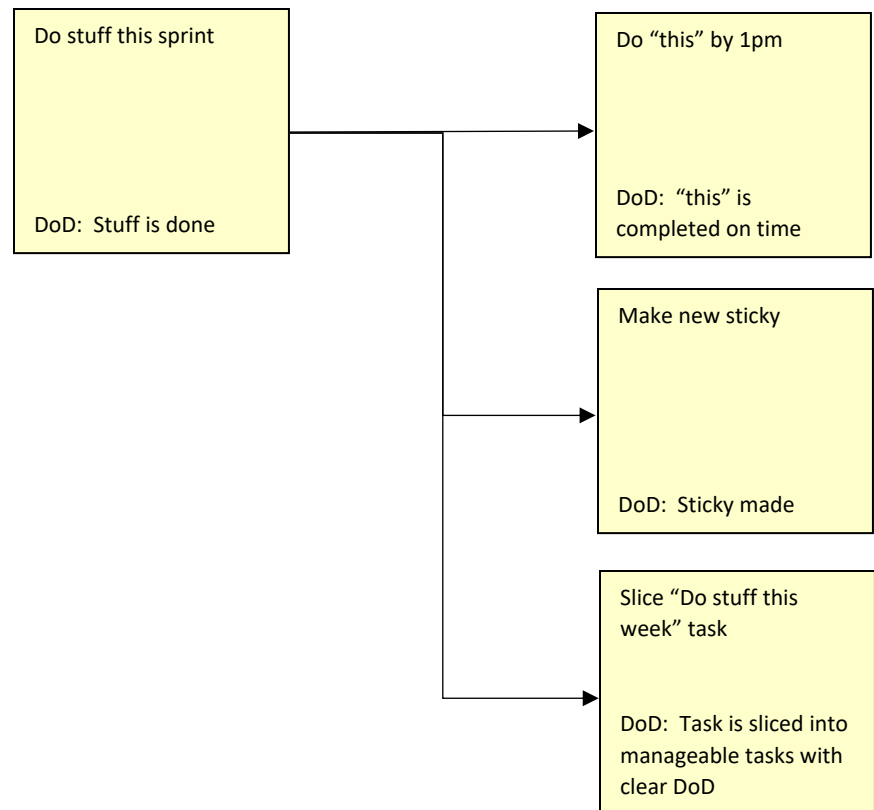 Do stuff this sprint
DoD:  Stuff is done
Do “this” by 1pm
DoD:  “this” is
completed on time
Make new sticky
DoD:  Sticky made
Slice “Do stuff this
week” task
DoD:  Task is sliced into
manageable tasks with
clear DoD